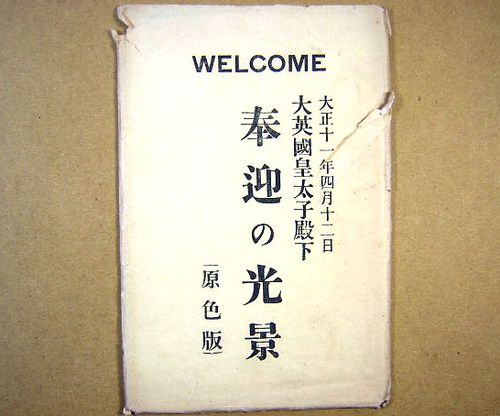 WELCOME
大正十一年四月十二日
大英國皇太子殿下
奉迎の光景
(原色版)